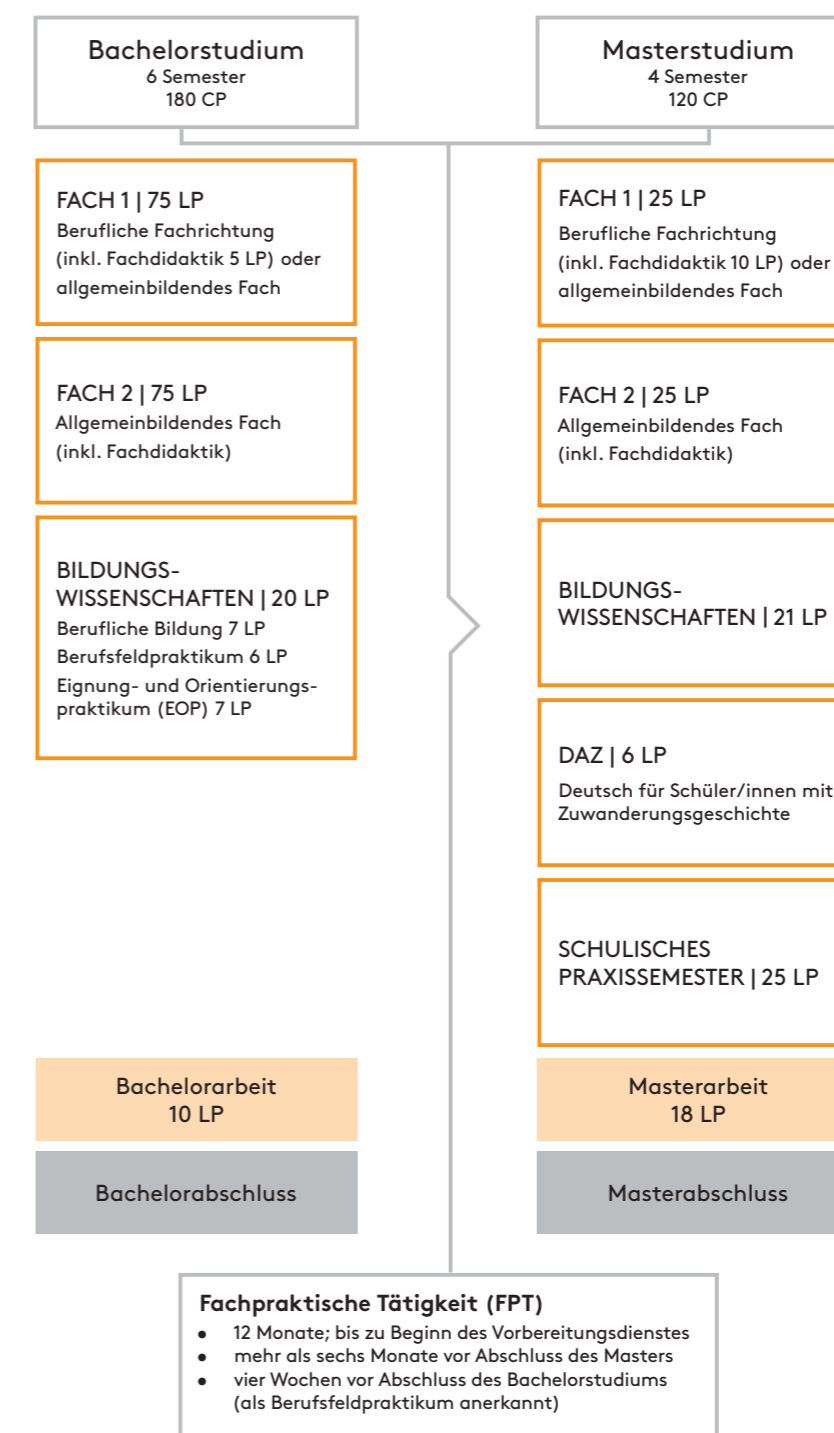 Bachelorstudium
6 Semester
180 CP
FACH 1 | 75 LP
Berufliche Fachrichtung
(inkl. Fachdidaktik 5 LP) oder
allgemeinbildendes Fach
FACH 2 | 75 LP
Allgemeinbildendes Fach
(inkl. Fachdidaktik)
BILDUNGS-
WISSENSCHAFTEN | 20 LP
Berufliche Bildung 7 LP
Berufsfeldpraktikum 6 LP
Eignung- und Orientierungs-
praktikum (EOP) 7 LP
Bachelorarbeit
10 LP
Bachelorabschluss
Masterstudium
4 Semester
120 CP
FACH 1 | 25 LP
Berufliche Fachrichtung
(inkl. Fachdidaktik 10 LP) oder
allgemeinbildendes Fach
FACH 2 | 25 LP
Allgemeinbildendes Fach
(inkl. Fachdidaktik)
BILDUNGS-
WISSENSCHAFTEN | 21 LP
DAZ | 6 LP
Deutsch für Schüler/innen mit
Zuwanderungsgeschichte
SCHULISCHES
PRAXISSEMESTER | 25 LP
Masterarbeit
18 LP
Masterabschluss
Fachpraktische Tätigkeit (FPT)
• 12 Monate; bis zu Beginn des Vorbereitungsdienstes
• mehr als sechs Monate vor Abschluss des Masters
• vier Wochen vor Abschluss des Bachelorstudiums
(als Berufsfeldpraktikum anerkannt)